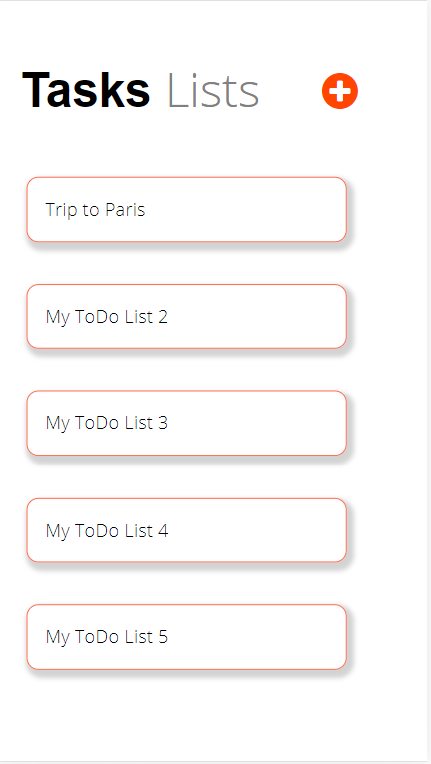 Tasks Lists
Trip to Paris
My ToDo List 2
My ToDo List 3
My ToDo List 4
My ToDo List 5